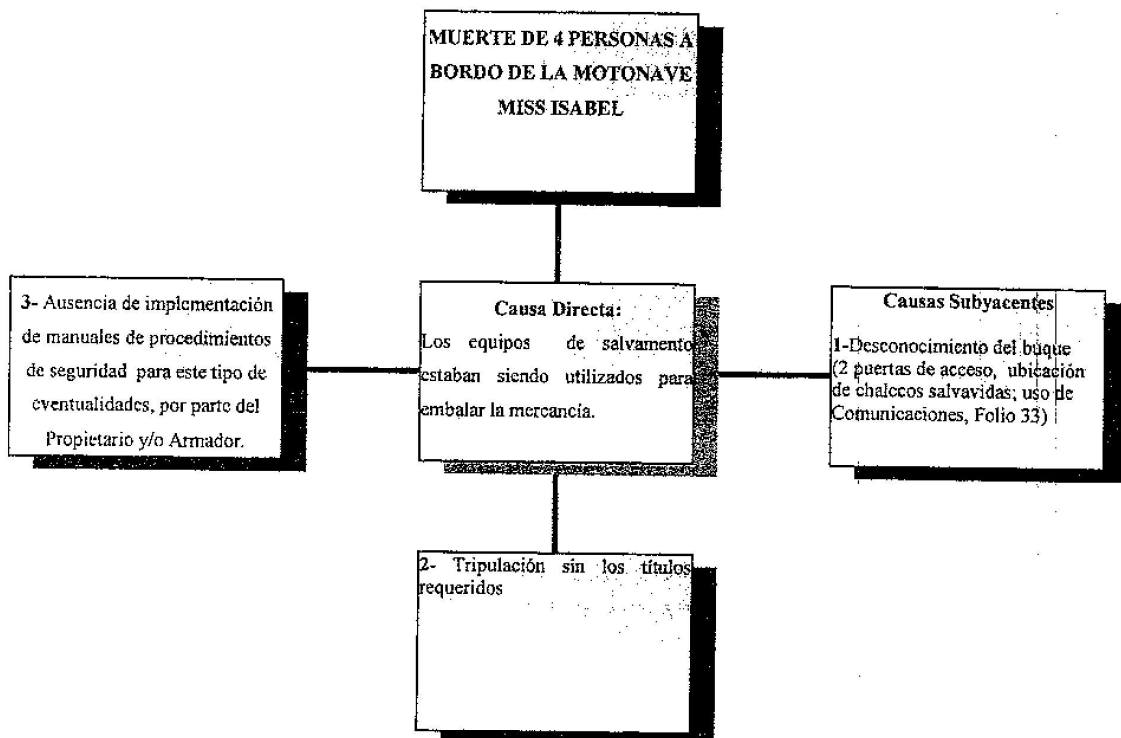 MUERTE DE 4 PERSONAS A
BORDO DE LA MOTONAVE
MISS ISABEL
3- Ausencia de implementación
de manuales de procedimientos
de seguridad para este tipo de
eventualidades, por parte del
Propietario y/o Armador.
Causa Directa:
Los equipos de salvamento
estaban siendo utilizados para
embalar la mercancía.
Causas Subyacentes
1-Desconocimiento del buque
(2 puertas de acceso, ubicación
de chalecos salvavidas; uso de
Comunicaciones, Folio 33)
2- Tripulación sin los títulos
requeridos